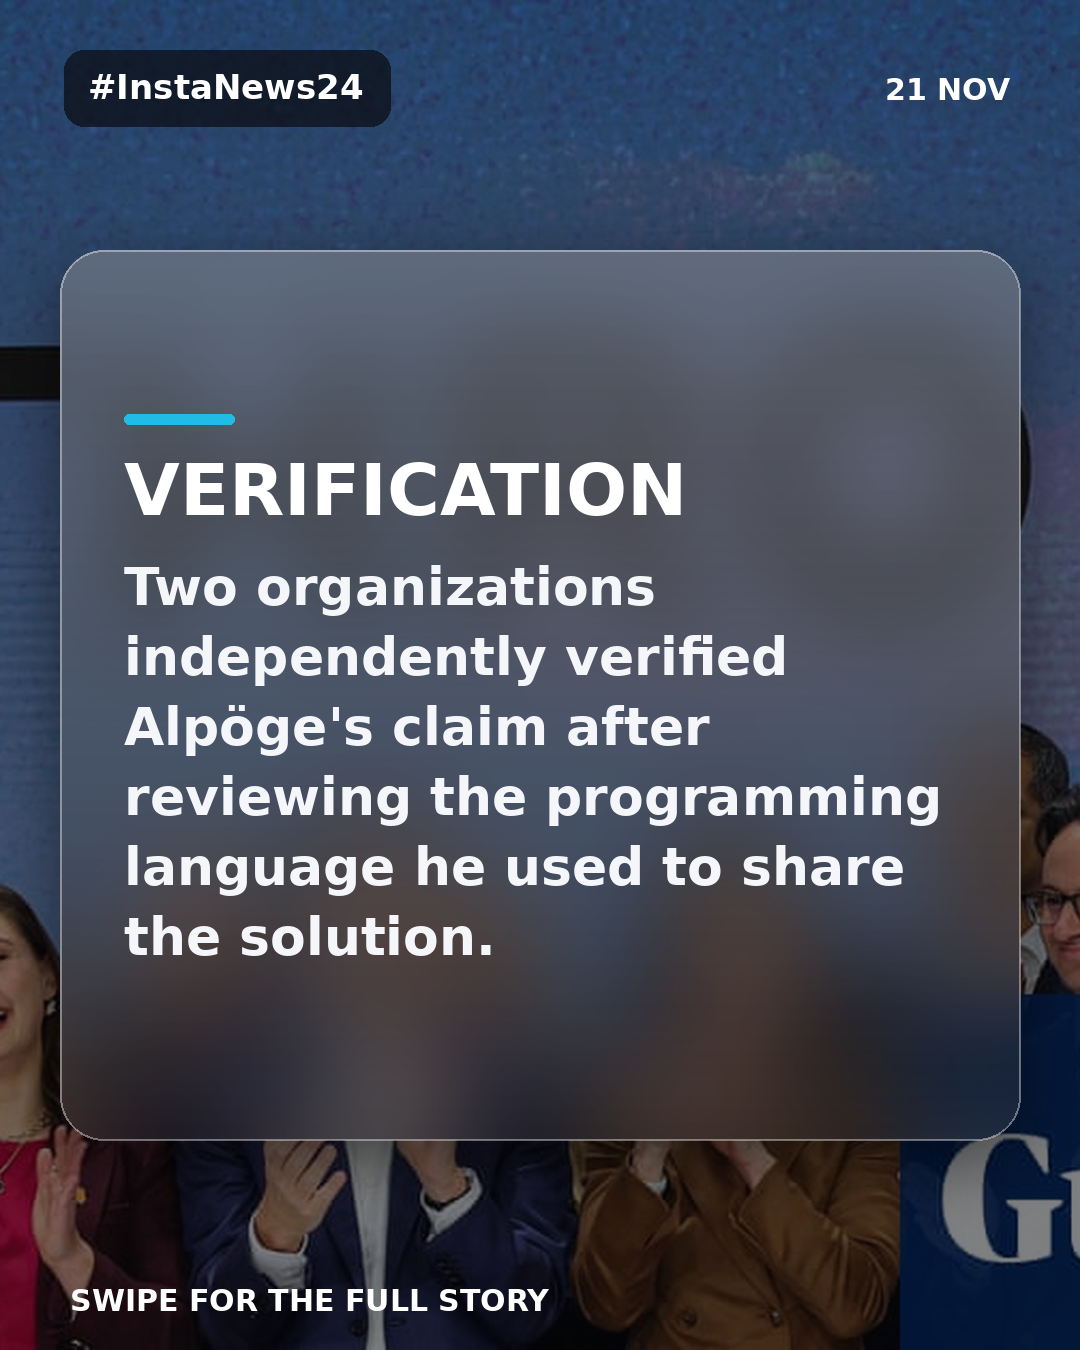 #InstaNews24
21 NOV
VERIFICATION
Two organizations
independently verified
Alpöge's claim after
reviewing the programming
language he used to share
the solution.
G
SWIPE FOR THE FULL STORY